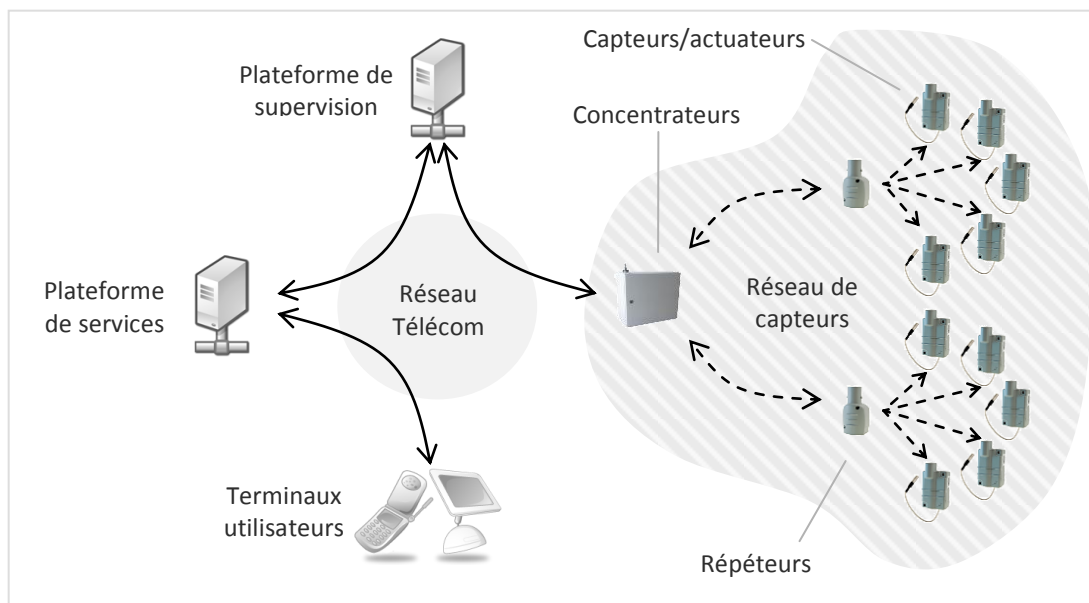 Capteurs/actuateurs
Plateforme de
supervision
Concentrateurs
Plateforme
de services
Réseau
Télécom
Réseau de
capteurs
Terminaux
utilisateurs
Répéteurs